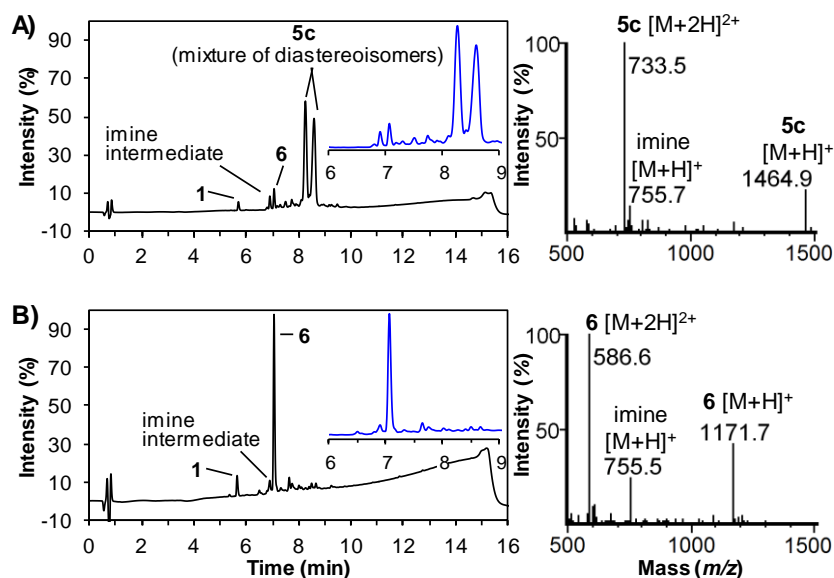 A)
Intensity (%)
90
70
50
30
10
-10
5c
(mixture of diastereoisomers)
imine
intermediate
6
1
6 7 8 9
0 2 4 6 8 10 12 14 16
Intensity (%)
100
50
5c [M+2H]2+
733.5
imine
[M+H]+
755.7
5c
[M+H]+
1464.9
500 1000 1500
B)
Intensity (%)
90
70
50
30
10
-10
6
imine
intermediate
1
6 7 8 9
0 2 4 6 8 10 12 14 16
Time (min)
Intensity (%)
100
50
6 [M+2H]2+
586.6
imine
[M+H]+
755.5
6 [M+H]+
1171.7
500 1000 1500
Mass (m/z)